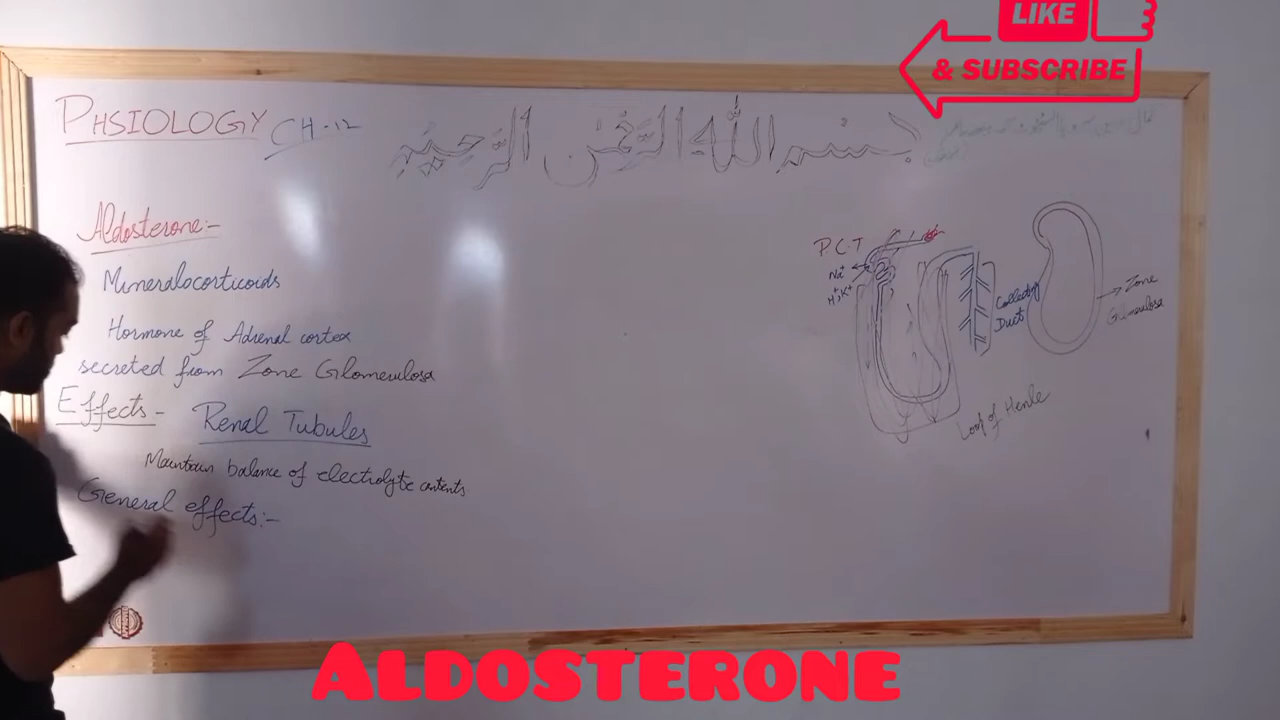 LIKE
& SUBSCRIBE
PHSIOLOGY CH-12
بسم الله الرحمن الرحيم
Aldosterone:-
Mineralocorticoids
Hormone of Adrenal cortex
secreted from Zone Glomerulosa
Effects- Renal Tubules
Maintain balance of electrolyte contents
General effects:-
P.C.T
Na+
H+, K+
Collecting
Duct
Loop of Henle
Zone
Glomerulosa
ALDOSTERONE